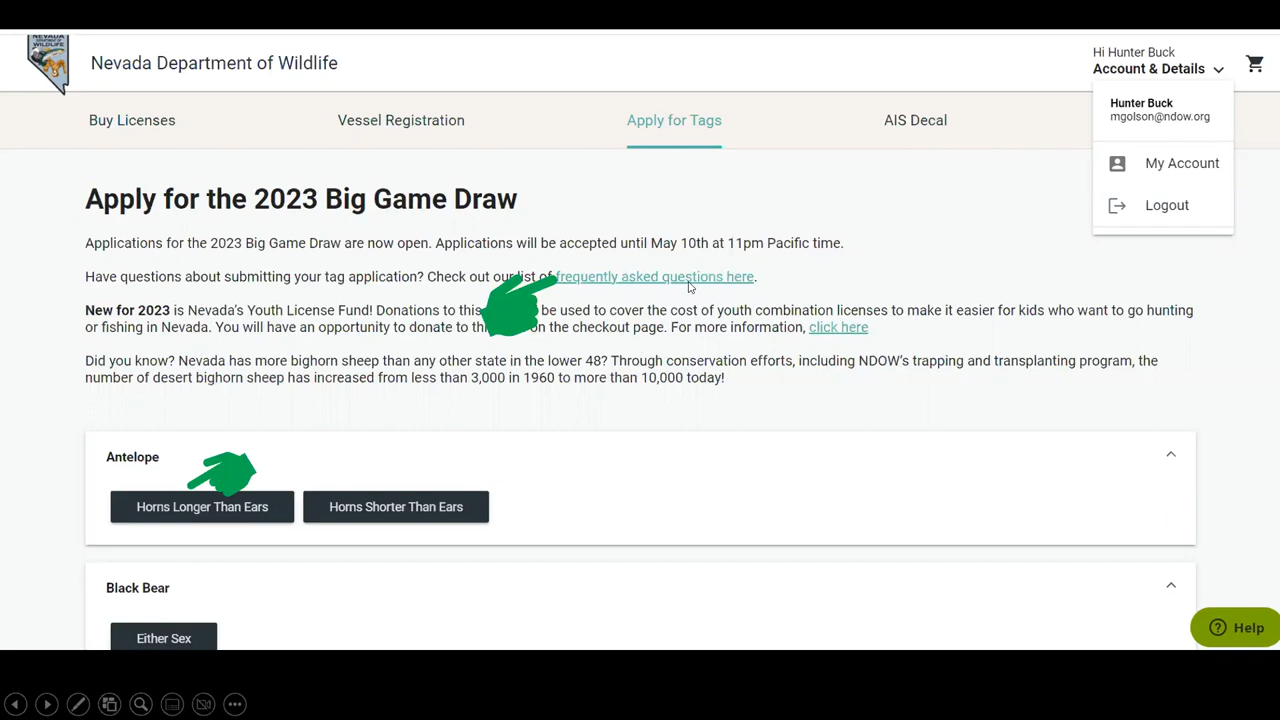 NEVADA
DEPARTMENT OF
WILDLIFE
Nevada Department of Wildlife
Hi Hunter Buck
Account & Details
Hunter Buck
mgolson@ndow.org
My Account
Logout
Buy Licenses
Vessel Registration
Apply for Tags
AIS Decal
Apply for the 2023 Big Game Draw
Applications for the 2023 Big Game Draw are now open. Applications will be accepted until May 10th at 11pm Pacific time.
Have questions about submitting your tag application? Check out our list of frequently asked questions here.
New for 2023 is Nevada's Youth License Fund! Donations to this be used to cover the cost of youth combination licenses to make it easier for kids who want to go hunting
or fishing in Nevada. You will have an opportunity to donate to on the checkout page. For more information, click here
Did you know? Nevada has more bighorn sheep than any other state in the lower 48? Through conservation efforts, including NDOW's trapping and transplanting program, the
number of desert bighorn sheep has increased from less than 3,000 in 1960 to more than 10,000 today!
Antelope
Horns Longer Than Ears
Horns Shorter Than Ears
Black Bear
Either Sex
Help